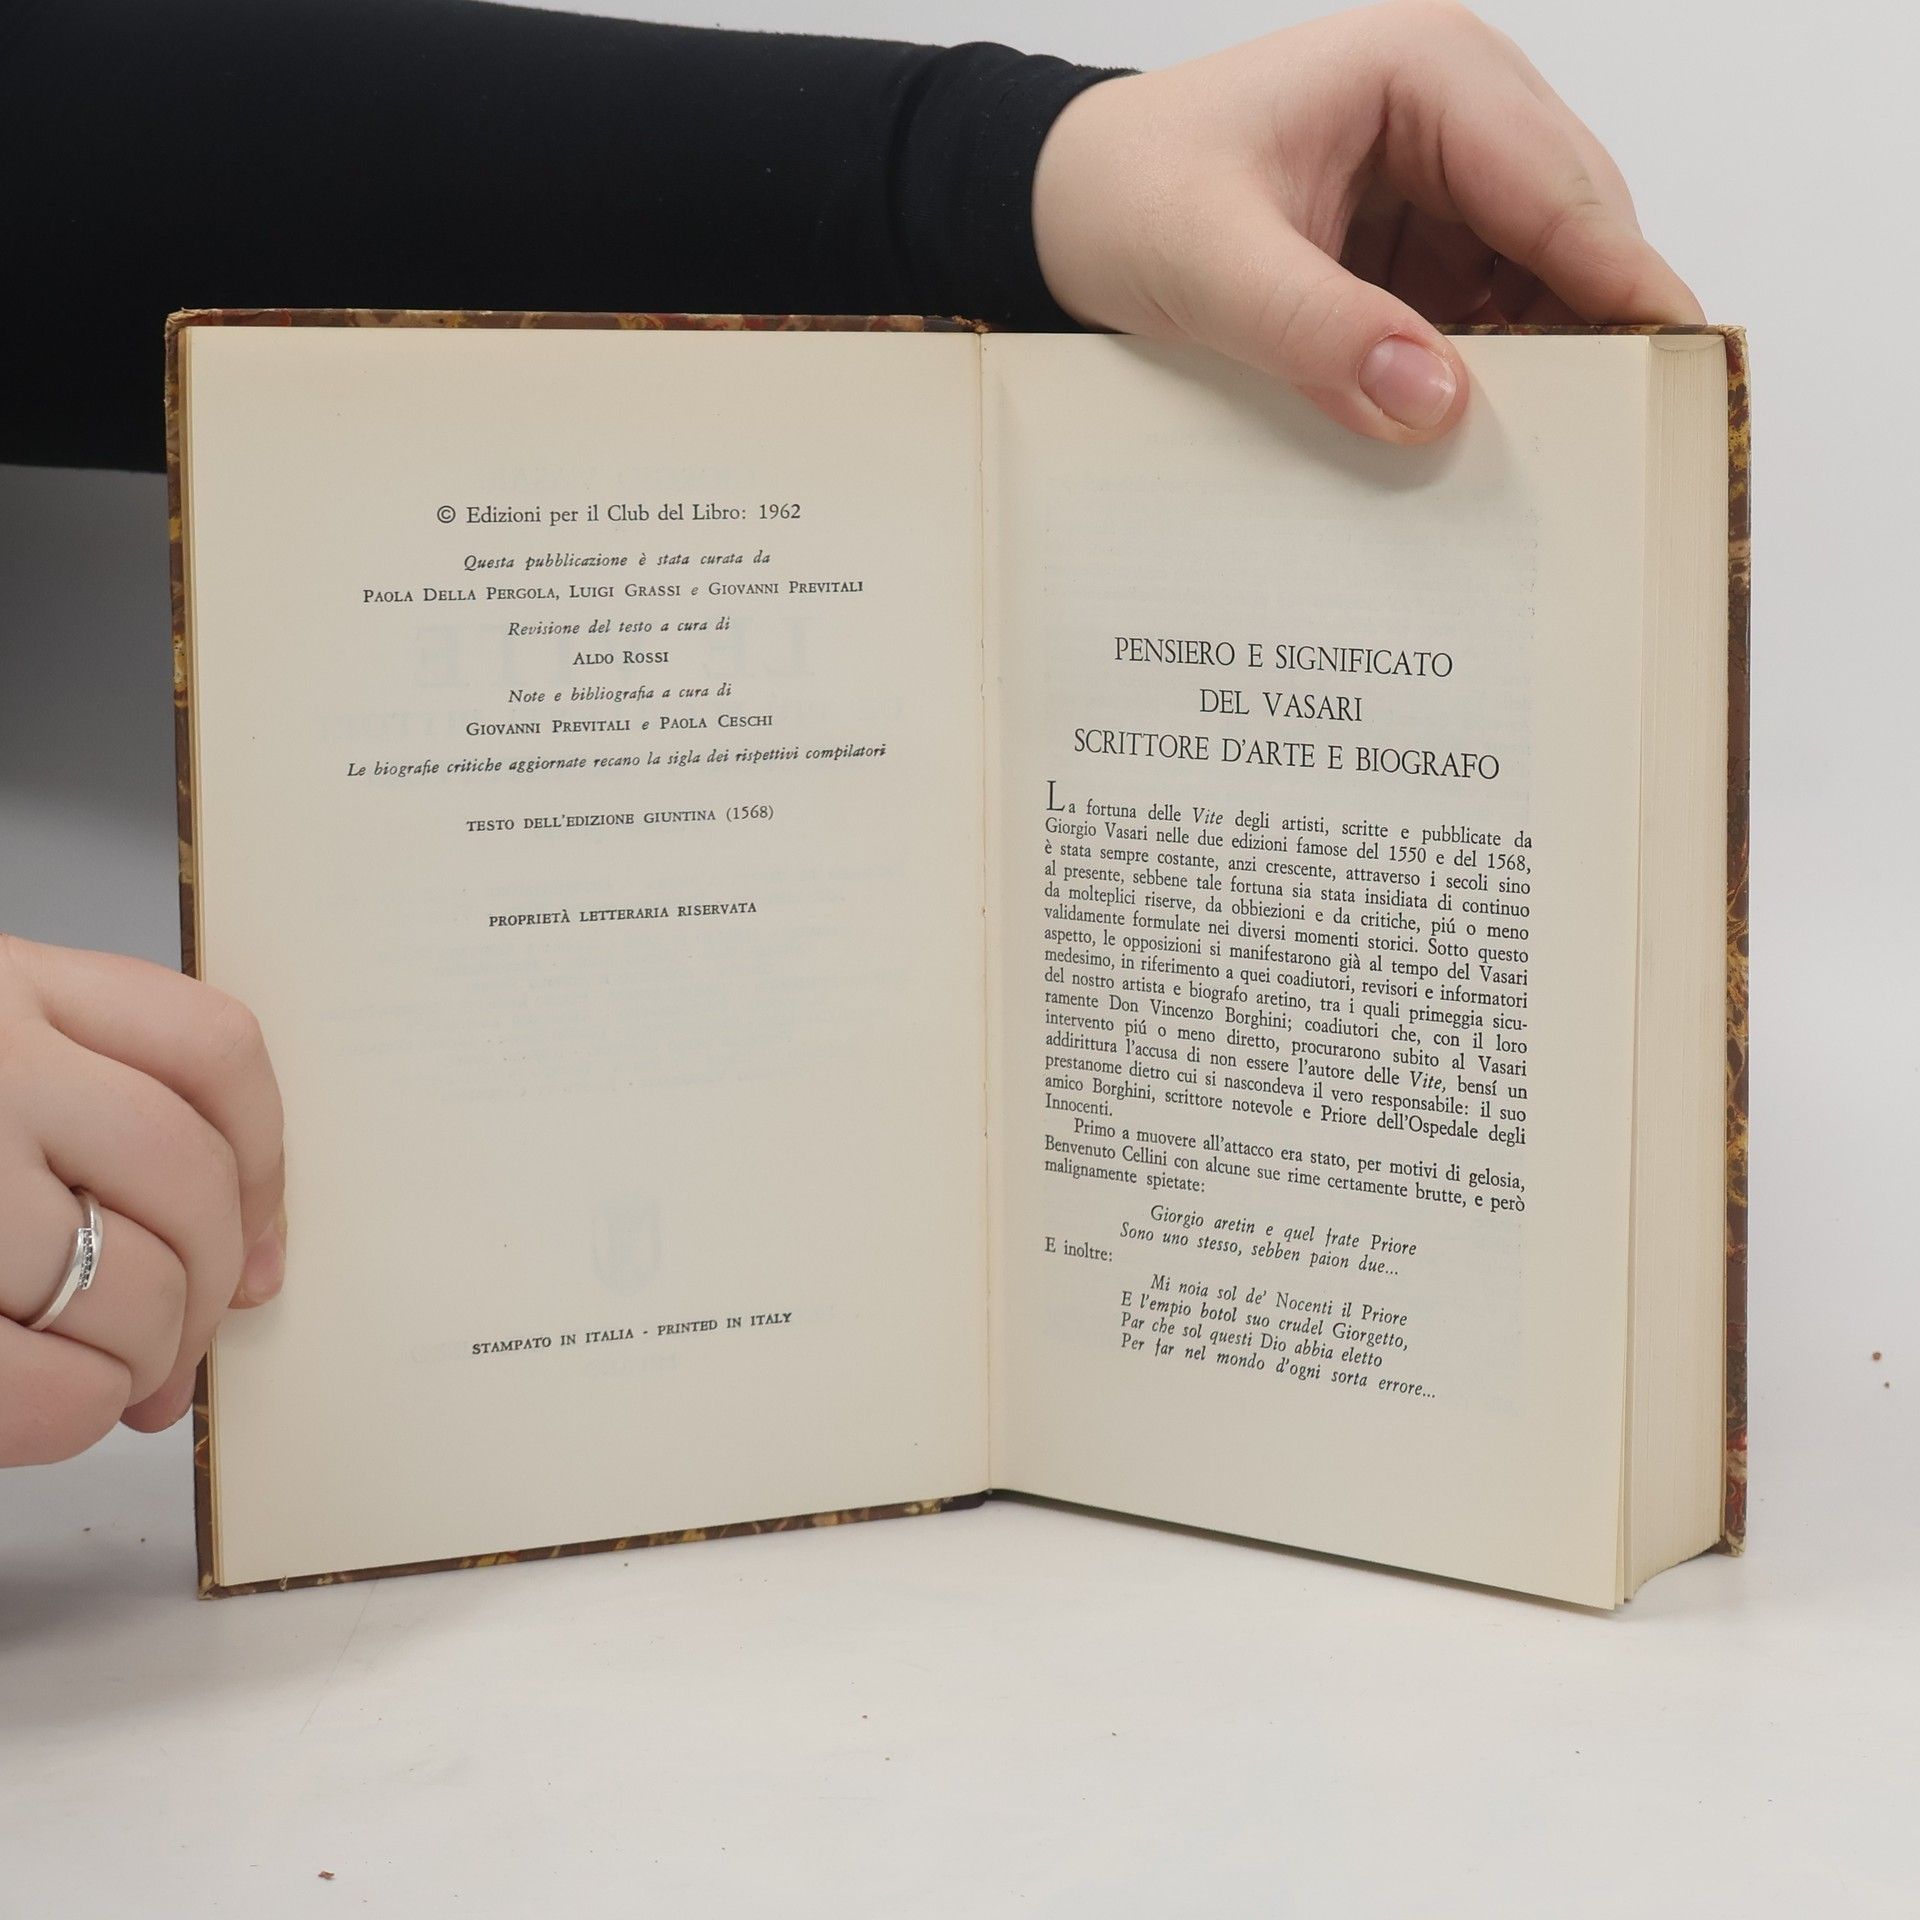 © Edizioni per il Club del Libro: 1962
Questa pubblicazione è stata curata da
PAOLA DELLA PERGOLA, LUIGI GRASSI e GIOVANNI PREVITALI
Revisione del testo a cura di
ALDO ROSSI
Note e bibliografia a cura di
GIOVANNI PREVITALI e PAOLA CESCHI
Le biografie critiche aggiornate recano la sigla dei rispettivi compilatori
TESTO DELL'EDIZIONE GIUNTINA (1568)
PROPRIETÀ LETTERARIA RISERVATA
STAMPATO IN ITALIA - PRINTED IN ITALY
PENSIERO E SIGNIFICATO
DEL VASARI
SCRITTORE D'ARTE E BIOGRAFO
La fortuna delle Vite degli artisti, scritte e pubblicate da
Giorgio Vasari nelle due edizioni famose del 1550 e del 1568,
è stata sempre costante, anzi crescente, attraverso i secoli sino
al presente, sebbene tale fortuna sia stata insidiata di continuo
da molteplici riserve, da obbiezioni e da critiche, piú o meno
validamente formulate nei diversi momenti storici. Sotto questo
aspetto, le opposizioni si manifestarono già al tempo del Vasari
medesimo, in riferimento a quei coadiutori, revisori e informatori
del nostro artista e biografo aretino, tra i quali primeggia sicu-
ramente Don Vincenzo Borghini; coadiutori che, con il loro
intervento piú o meno diretto, procurarono subito al Vasari
addirittura l'accusa di non essere l'autore delle Vite, bensí un
prestanome dietro cui si nascondeva il vero responsabile: il suo
amico Borghini, scrittore notevole e Priore dell'Ospedale degli
Innocenti.
Primo a muovere all'attacco era stato, per motivi di gelosia,
Benvenuto Cellini con alcune sue rime certamente brutte, e però
malignamente spietate:
Giorgio aretin e quel frate Priore
Sono uno stesso, sebben paion due...
E inoltre:
Mi noia sol de' Nocenti il Priore
E l'empio botol suo crudel Giorgetto,
Par che sol questi Dio abbia eletto
Per far nel mondo d'ogni sorta errore...